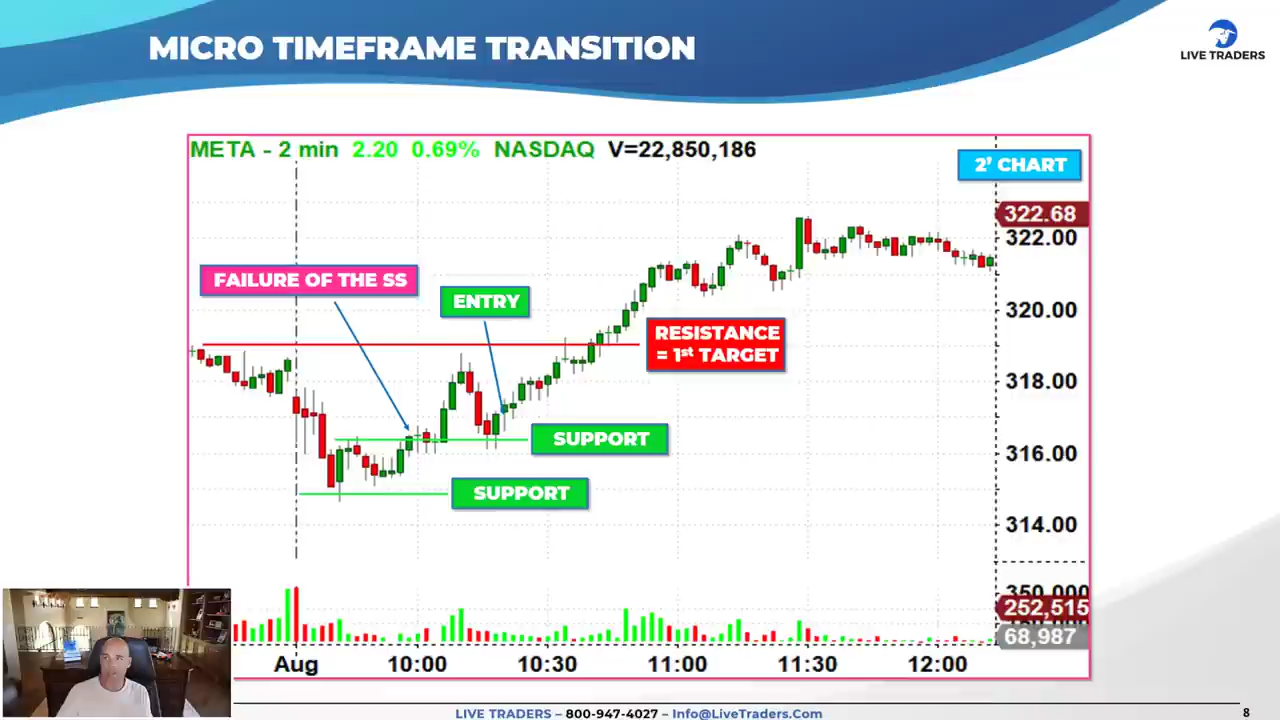 MICRO TIMEFRAME TRANSITION
LIVE TRADERS
META - 2 min 2.20 0.69% NASDAQ V=22,850,186
2' CHART
322.68
322.00
FAILURE OF THE SS
ENTRY
320.00
RESISTANCE
= 1st TARGET
318.00
SUPPORT
316.00
SUPPORT
314.00
350,000
252,515
68,987
Aug 10:00 10:30 11:00 11:30 12:00
LIVE TRADERS – 800-947-4027 – Info@LiveTraders.Com
8